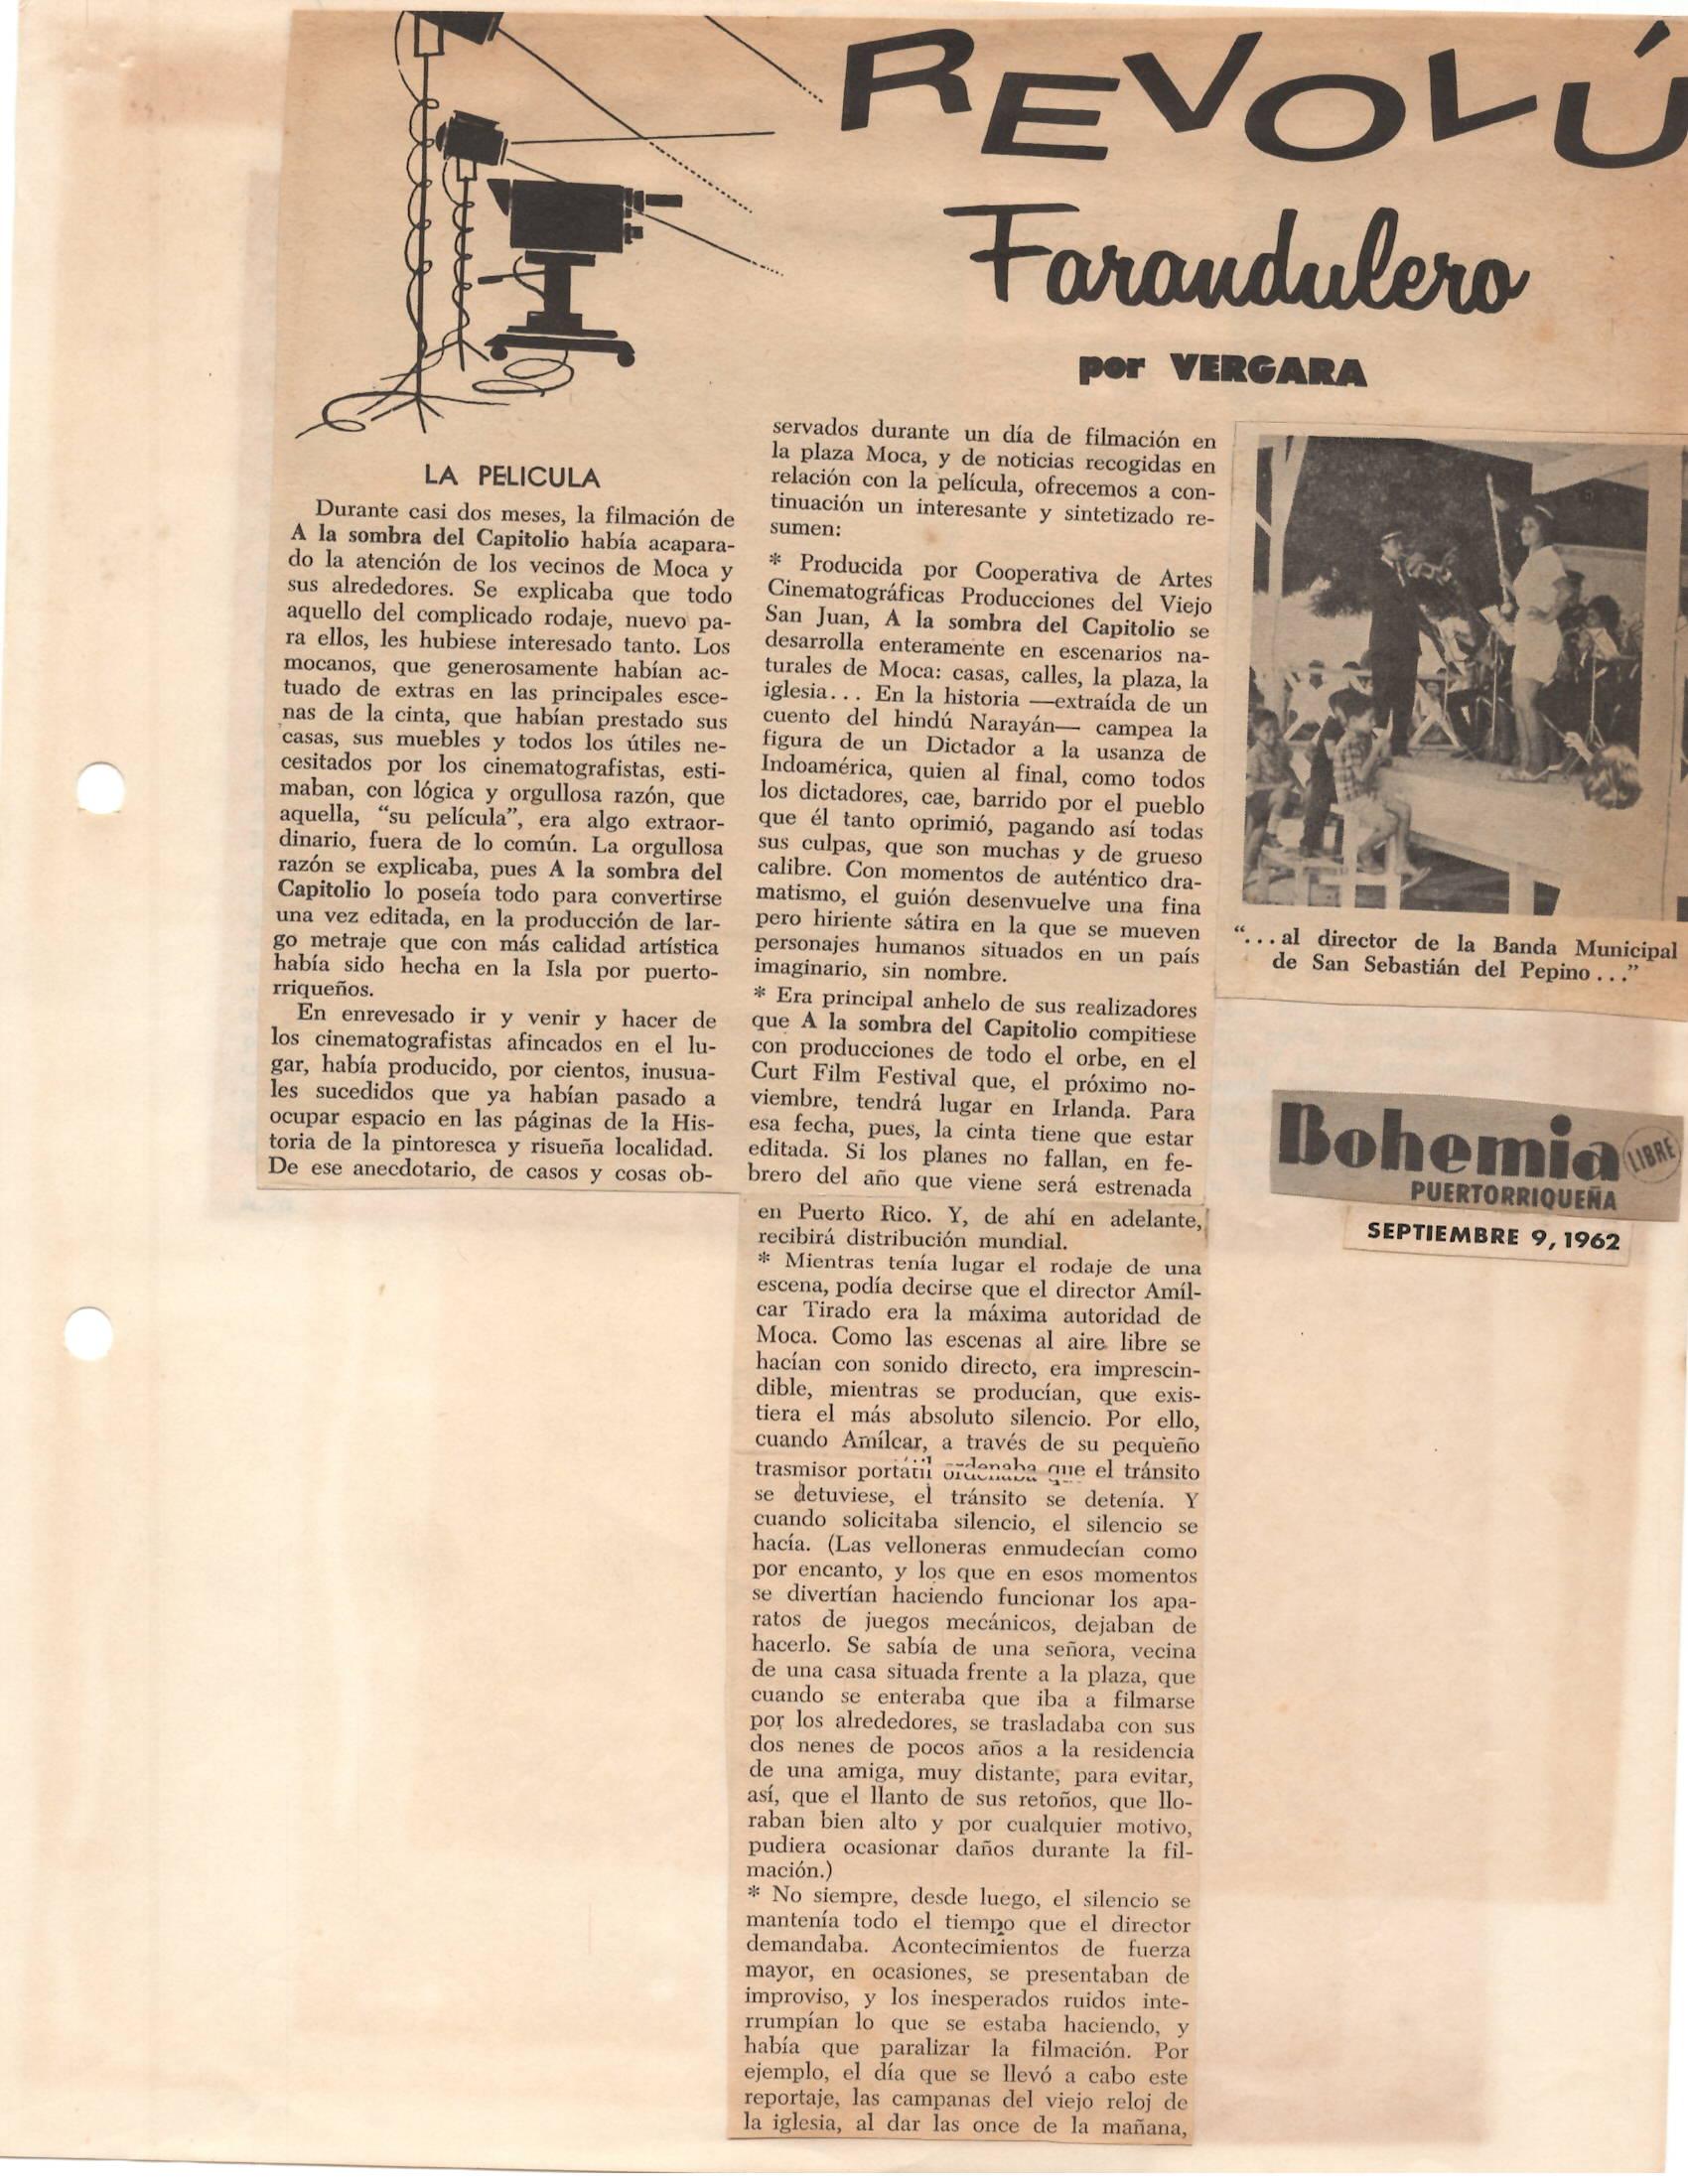 REVOLÚ
Farandulero
por VERGARA
LA PELICULA
Durante casi dos meses, la filmación de
A la sombra del Capitolio había acapara-
do la atención de los vecinos de Moca y
sus alrededores. Se explicaba que todo
aquello del complicado rodaje, nuevo pa-
ra ellos, les hubiese interesado tanto. Los
mocanos, que generosamente habían ac-
tuado de extras en las principales esce-
nas de la cinta, que habían prestado sus
casas, sus muebles y todos los útiles ne-
cesitados por los cinematografistas, esti-
maban, con lógica y orgullosa razón, que
aquella, “su película”, era algo extraor-
dinario, fuera de lo común. La orgullosa
razón se explicaba, pues A la sombra del
Capitolio lo poseía todo para convertirse
una vez editada, en la producción de lar-
go metraje que con más calidad artística
había sido hecha en la Isla por puerto-
rriqueños.
En enrevesado ir y venir y hacer de
los cinematografistas afincados en el lu-
gar, había producido, por cientos, inusua-
les sucedidos que ya habían pasado a
ocupar espacio en las páginas de la His-
toria de la pintoresca y risueña localidad.
De ese anecdotario, de casos y cosas ob-
servados durante un día de filmación en
la plaza Moca, y de noticias recogidas en
relación con la película, ofrecemos a con-
tinuación un interesante y sintetizado re-
sumen:
* Producida por Cooperativa de Artes
Cinematográficas Producciones del Viejo
San Juan, A la sombra del Capitolio se
desarrolla enteramente en escenarios na-
turales de Moca: casas, calles, la plaza, la
iglesia... En la historia —extraída de un
cuento del hindú Narayán— campea la
figura de un Dictador a la usanza de
Indoamérica, quien al final, como todos
los dictadores, cae, barrido por el pueblo
que él tanto oprimió, pagando así todas
sus culpas, que son muchas y de grueso
calibre. Con momentos de auténtico dra-
matismo, el guión desenvuelve una fina
pero hiriente sátira en la que se mueven
personajes humanos situados en un país
imaginario, sin nombre.
* Era principal anhelo de sus realizadores
que A la sombra del Capitolio compitiese
con producciones de todo el orbe, en el
Curt Film Festival que, el próximo no-
viembre, tendrá lugar en Irlanda. Para
esa fecha, pues, la cinta tiene que estar
editada. Si los planes no fallan, en fe-
brero del año que viene será estrenada
en Puerto Rico. Y, de ahí en adelante,
recibirá distribución mundial.
* Mientras tenía lugar el rodaje de una
escena, podía decirse que el director Amíl-
car Tirado era la máxima autoridad de
Moca. Como las escenas al aire libre se
hacían con sonido directo, era imprescin-
dible, mientras se producían, que exis-
tiera el más absoluto silencio. Por ello,
cuando Amílcar, a través de su pequeño
trasmisor portátil ordenaba que el tránsito
se detuviese, el tránsito se detenía. Y
cuando solicitaba silencio, el silencio se
hacía. (Las velloneras enmudecían como
por encanto, y los que en esos momentos
se divertían haciendo funcionar los apa-
ratos de juegos mecánicos, dejaban de
hacerlo. Se sabía de una señora, vecina
de una casa situada frente a la plaza, que
cuando se enteraba que iba a filmarse
por los alrededores, se trasladaba con sus
dos nenes de pocos años a la residencia
de una amiga, muy distante, para evitar,
así, que el llanto de sus retoños, que llo-
raban bien alto y por cualquier motivo,
pudiera ocasionar daños durante la fil-
mación.)
* No siempre, desde luego, el silencio se
mantenía todo el tiempo que el director
demandaba. Acontecimientos de fuerza
mayor, en ocasiones, se presentaban de
improviso, y los inesperados ruidos inte-
rrumpían lo que se estaba haciendo, y
había que paralizar la filmación. Por
ejemplo, el día que se llevó a cabo este
reportaje, las campanas del viejo reloj de
la iglesia, al dar las once de la mañana,
“...al director de la Banda Municipal
de San Sebastián del Pepino...”
Bohemia LIBRE
PUERTORRIQUEÑA
SEPTIEMBRE 9, 1962